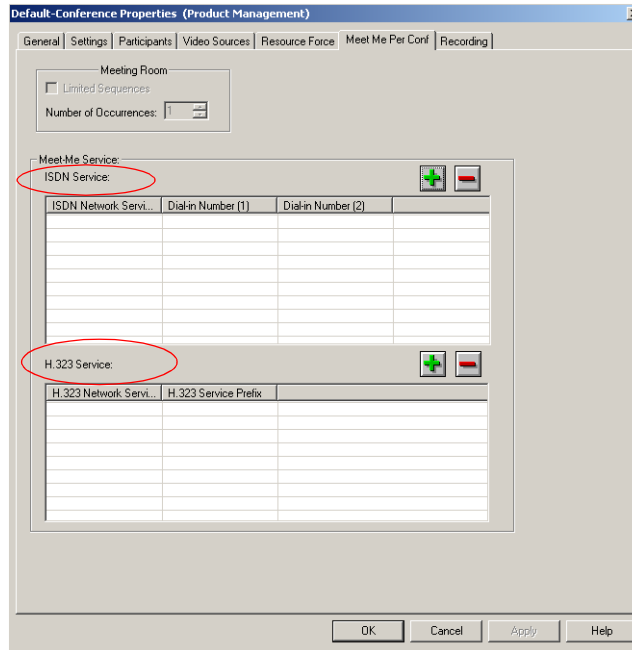 Default-Conference Properties (Product Management)
General Settings Participants Video Sources Resource Force Meet Me Per Conf Recording
Meeting Room
Limited Sequences
Number of Occurrences: 1
Meet-Me Service:
ISDN Service:
ISDN Network Servi... Dial-in Number (1) Dial-in Number (2)
H.323 Service:
H.323 Network Servi... H.323 Service Prefix
OK Cancel Apply Help